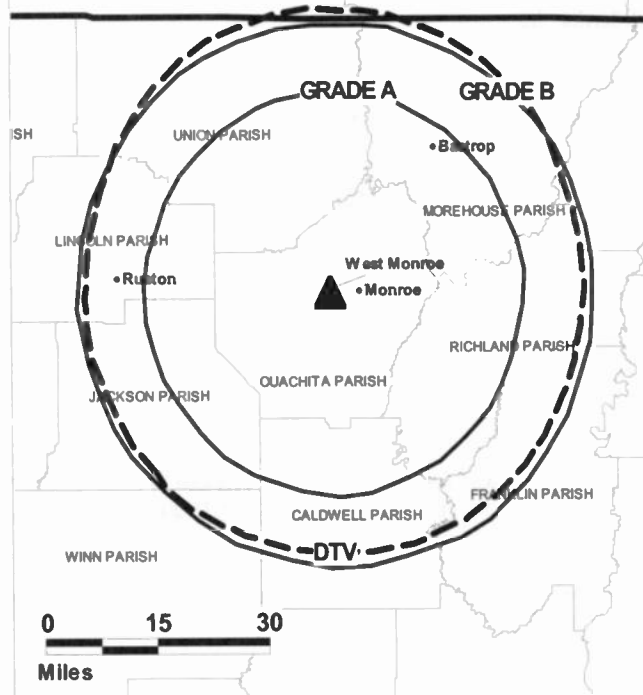 GRADE A
GRADE B
UNION PARISH
ISH
Bastrop
MOREHOUSE PARISH
LINCOLN PARISH
West Monroe
Ruston
Monroe
RICHLAND PARISH
OUACHITA PARISH
JACKSON PARISH
FRANKLIN PARISH
CALDWELL PARISH
DTV
WINN PARISH
0 15 30
Miles